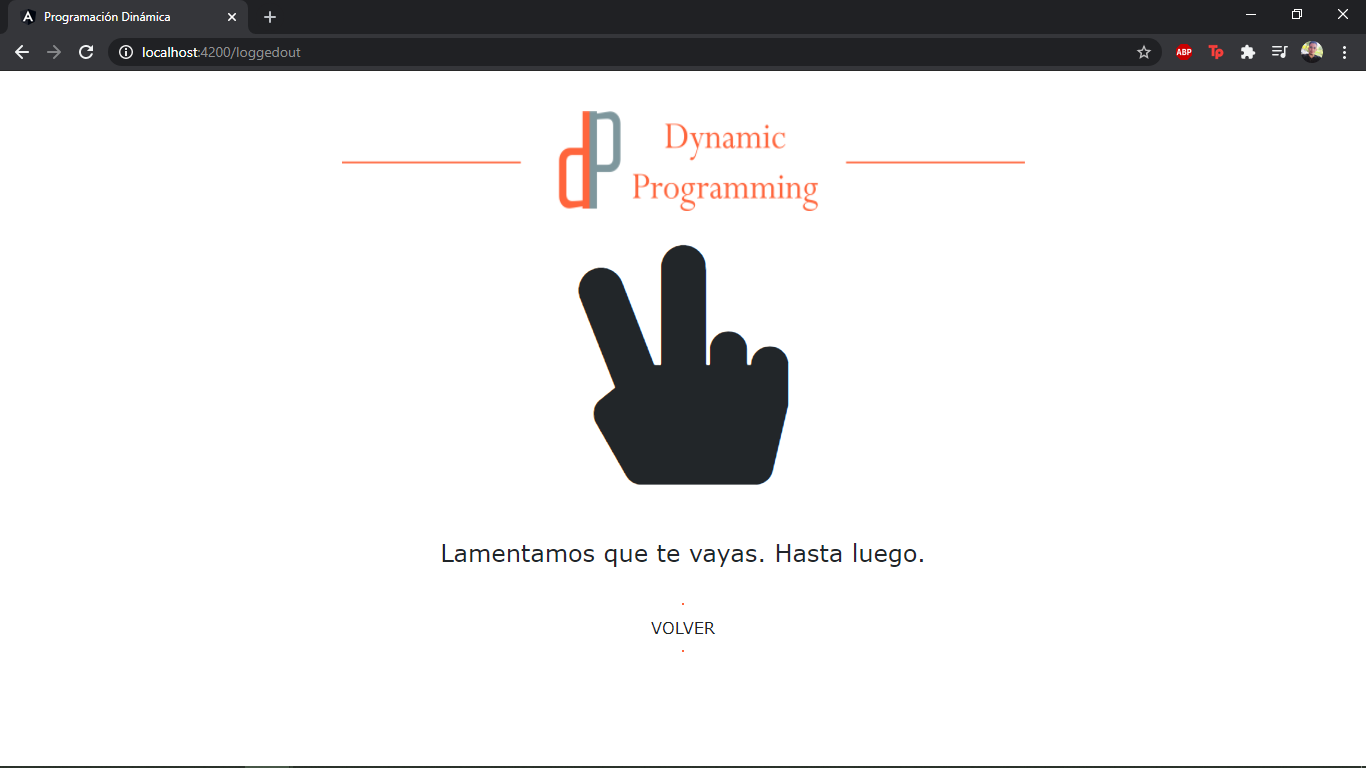 Programación Dinámica
localhost:4200/loggedout
ABP
Tp
dp
Dynamic
Programming
Lamentamos que te vayas. Hasta luego.
VOLVER